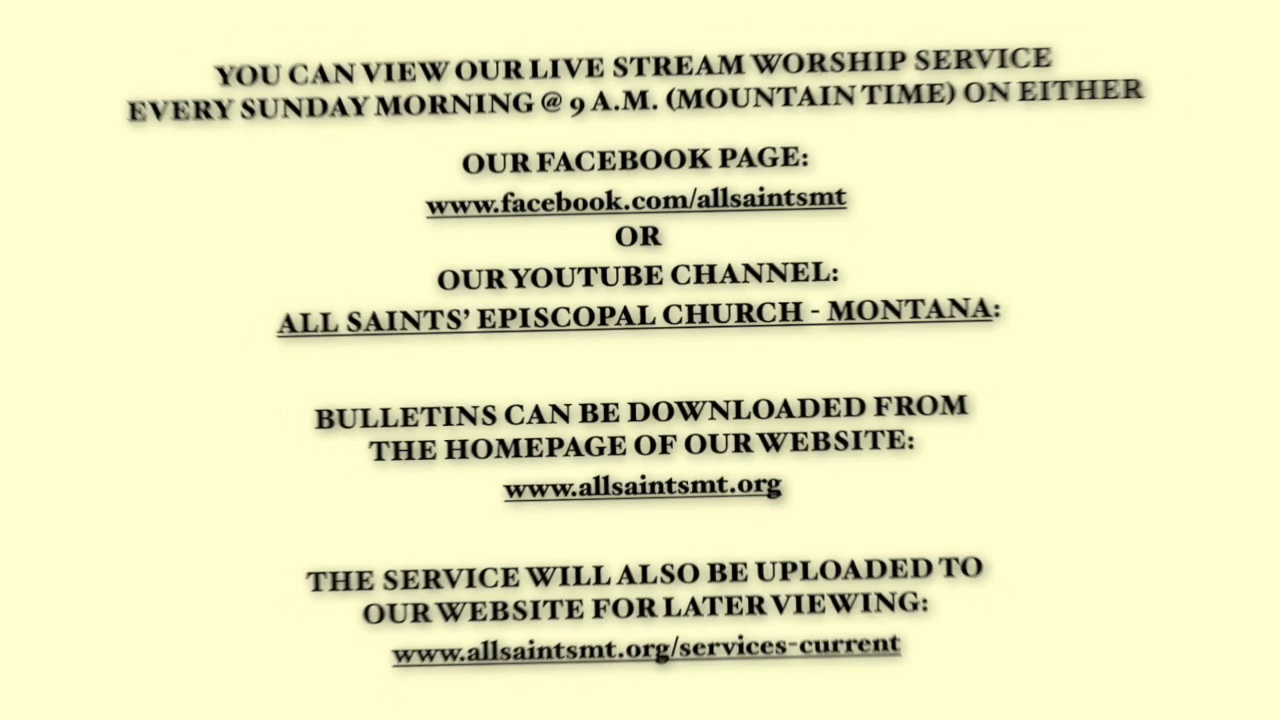 YOU CAN VIEW OUR LIVE STREAM WORSHIP SERVICE
EVERY SUNDAY MORNING @ 9 A.M. (MOUNTAIN TIME) ON EITHER
OUR FACEBOOK PAGE:
www.facebook.com/allsaintsmt
OR
OUR YOUTUBE CHANNEL:
ALL SAINTS' EPISCOPAL CHURCH - MONTANA:
BULLETINS CAN BE DOWNLOADED FROM
THE HOMEPAGE OF OUR WEBSITE:
www.allsaintsmt.org
THE SERVICE WILL ALSO BE UPLOADED TO
OUR WEBSITE FOR LATER VIEWING:
www.allsaintsmt.org/services-current